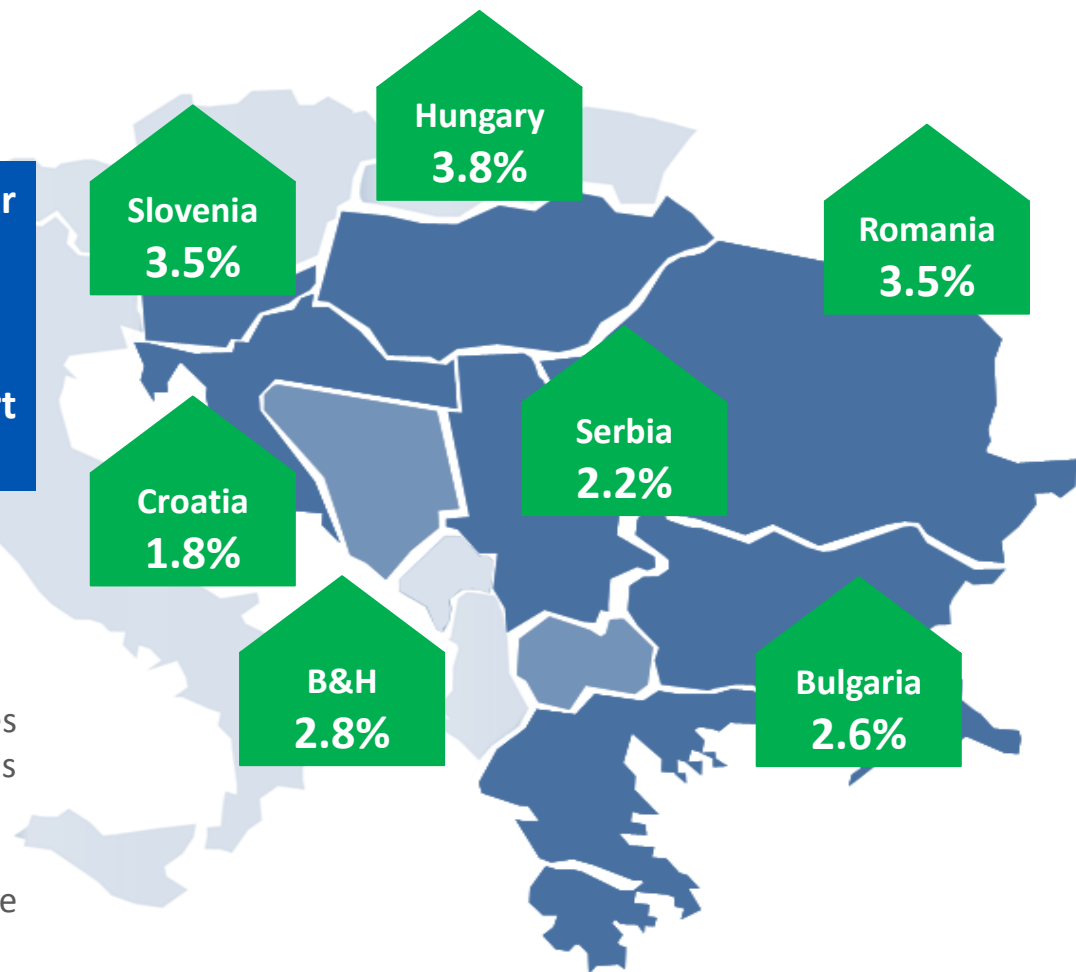 Hungary
3.8%
r
Slovenia
3.5%
Romania
3.5%
rt
Serbia
2.2%
Croatia
1.8%
B&H
2.8%
Bulgaria
2.6%
s
s
e